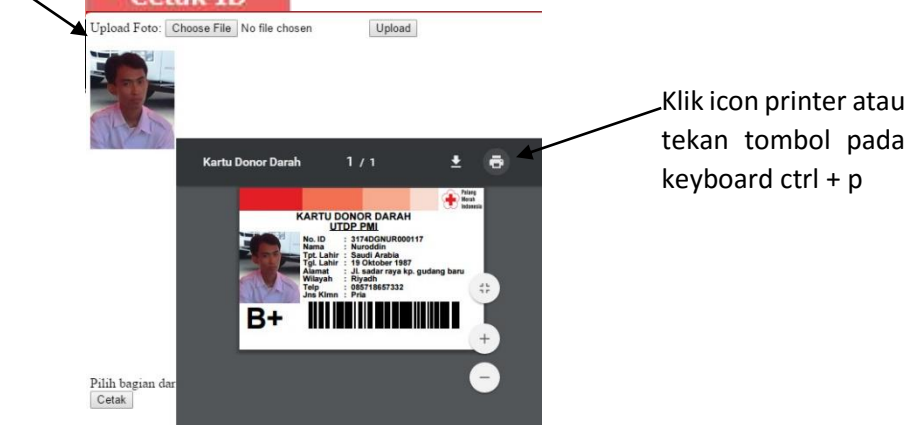 Cetak ID
Upload Foto: Choose File No file chosen Upload
Klik icon printer atau
tekan tombol pada
keyboard ctrl + p
Kartu Donor Darah 1 / 1
Palang
Merah
Indonesia
KARTU DONOR DARAH
UTDP PMI
No. ID : 3174DGNUR000117
Nama : Nuroddin
Tpt. Lahir : Saudi Arabia
Tgl. Lahir : 19 Oktober 1987
Alamat : Jl. sadar raya kp. gudang baru
Wilayah : Riyadh
Telp : 085718657332
Jns Klmn : Pria
B+
Pilih bagian dar
Cetak